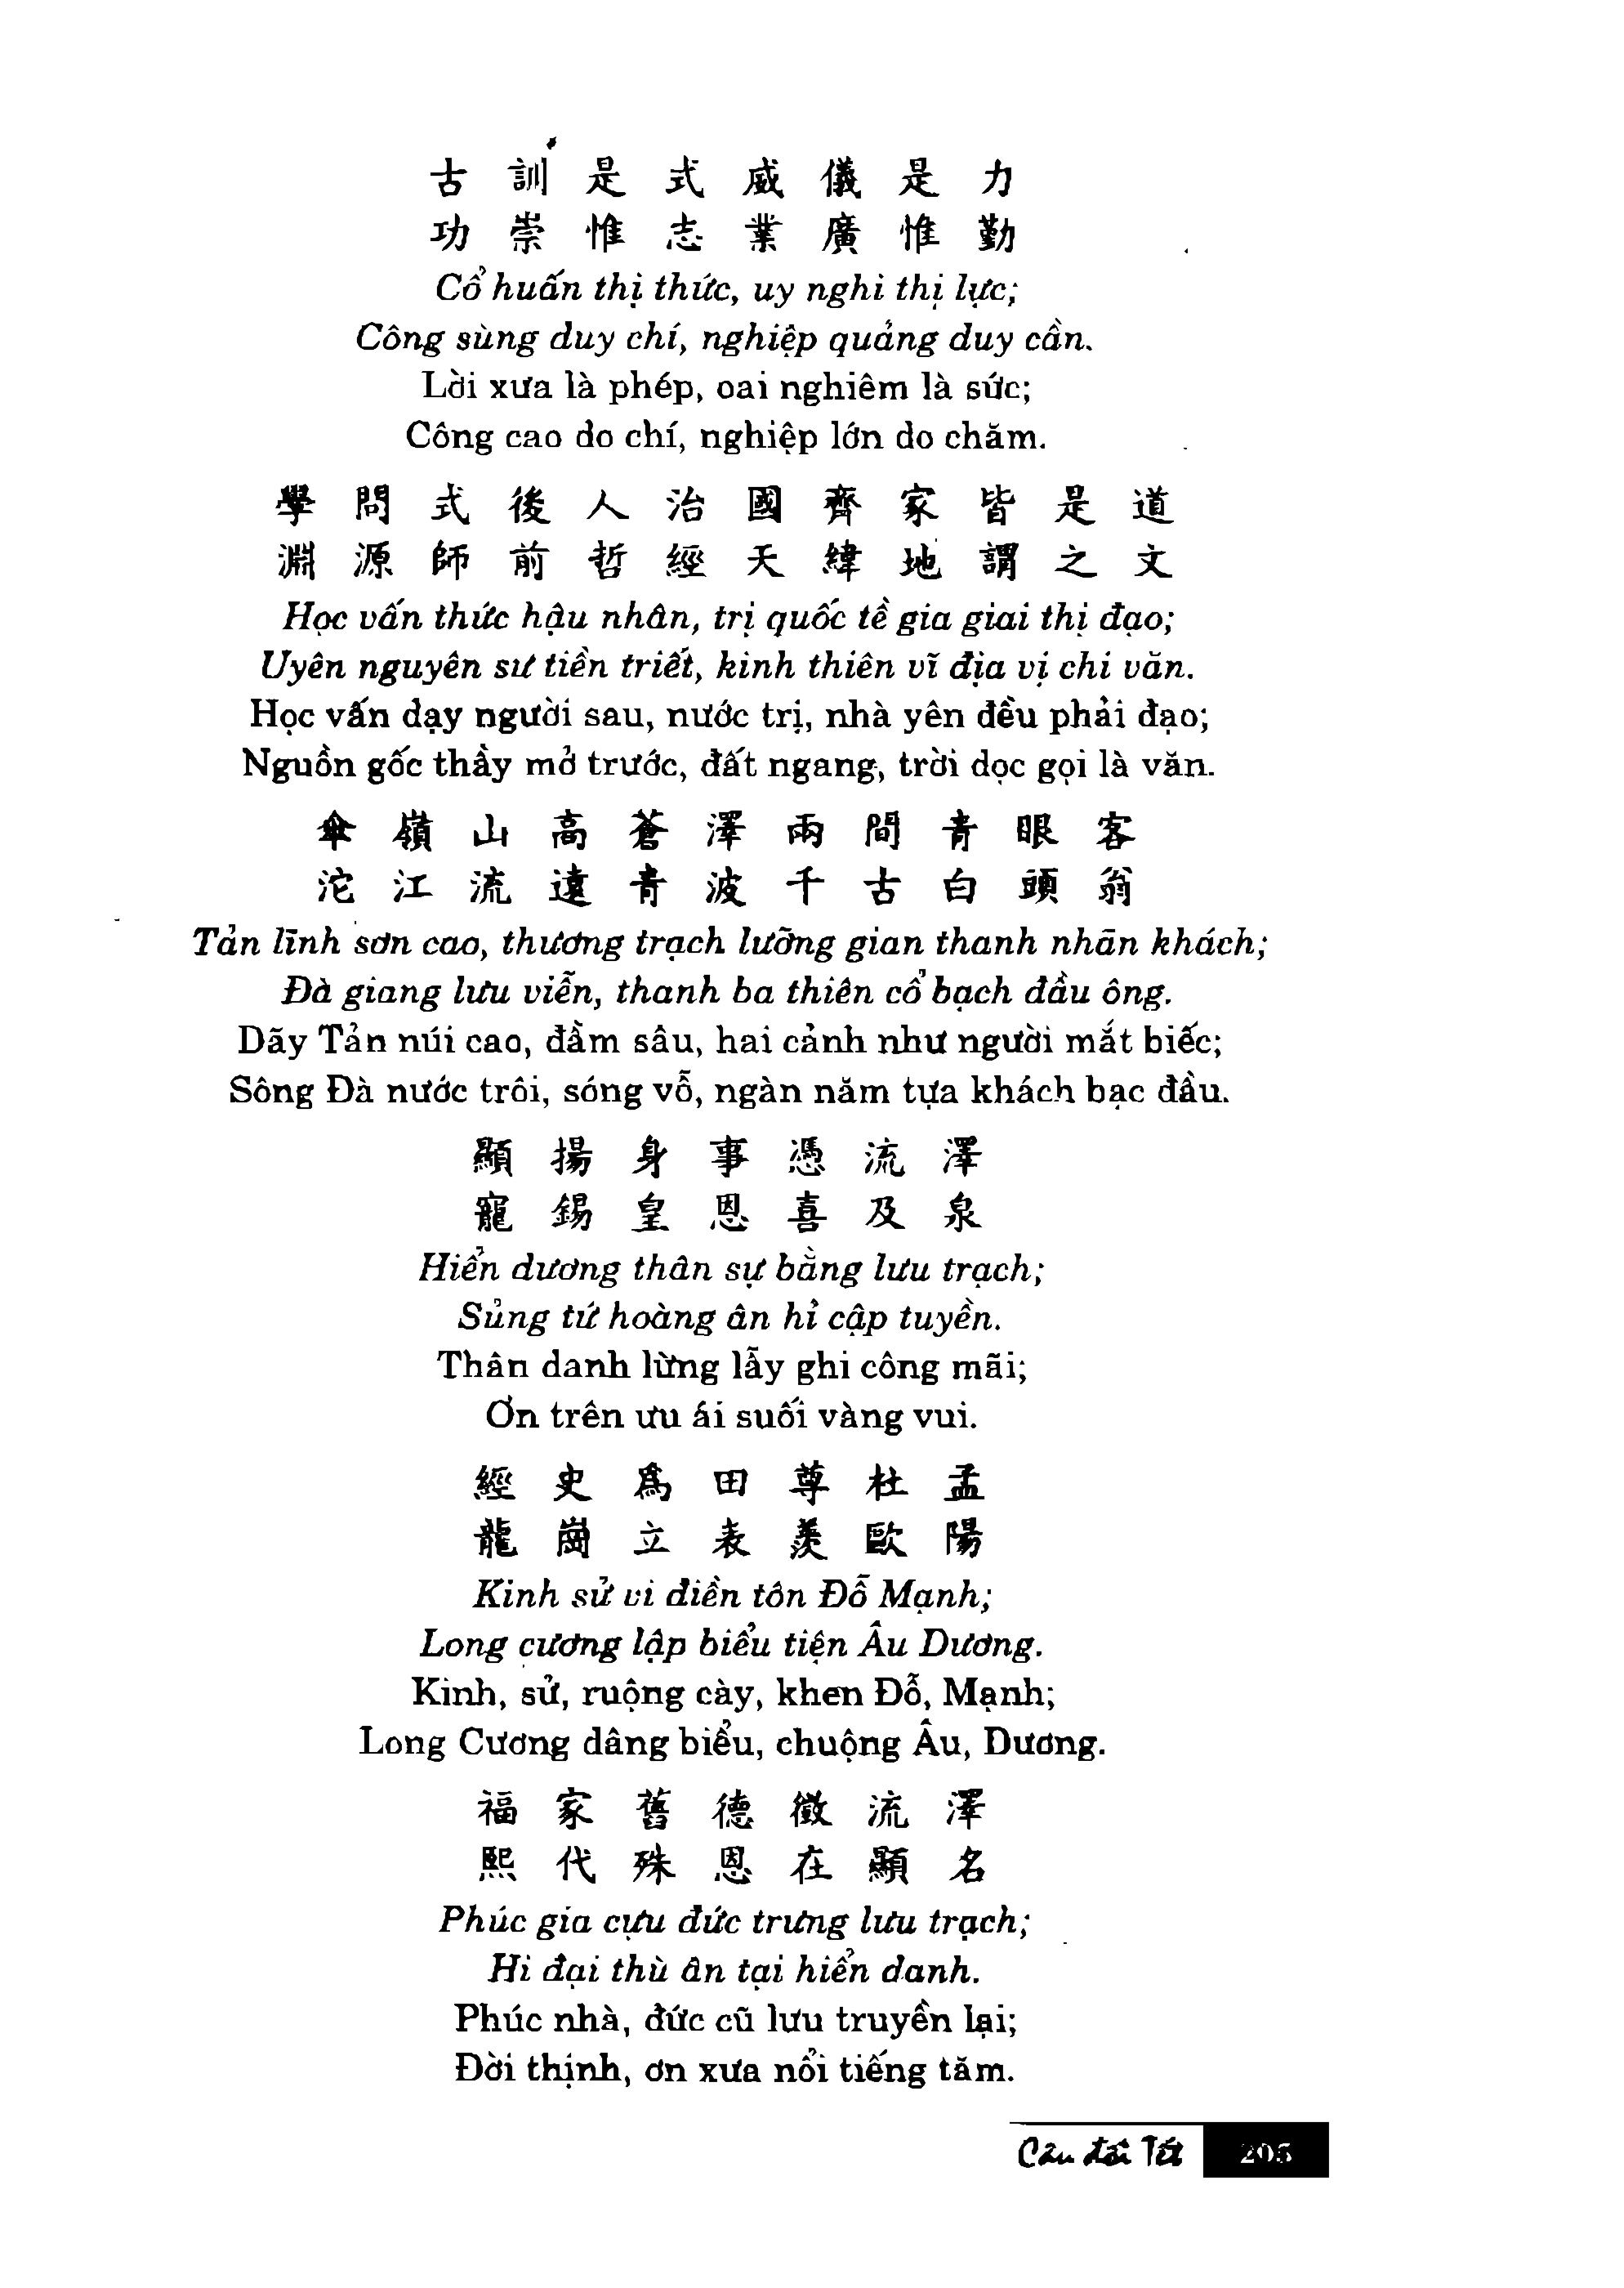 古訓是式威儀是力
功崇惟志業廣惟勤
Cổ huấn thị thức, uy nghi thị lực;
Công sùng duy chí, nghiệp quảng duy cần.
Lời xưa là phép, oai nghiêm là sức;
Công cao do chí, nghiệp lớn do chăm.
學問式後人治國齊家皆是道
淵源師前哲經天緯地謂之文
Học vấn thức hậu nhân, trị quốc tề gia giai thị đạo;
Uyên nguyên sư tiền triết, kinh thiên vĩ địa vị chi văn.
Học vấn dạy người sau, nước trị, nhà yên đều phải đạo;
Nguồn gốc thầy mở trước, đất ngang, trời dọc gọi là văn.
傘嶺山高蒼澤兩間青眼客
沱江流遠青波千古白頭翁
Tản lĩnh sơn cao, thương trạch lưỡng gian thanh nhãn khách;
Đà giang lưu viễn, thanh ba thiên cổ bạch đầu ông.
Dãy Tản núi cao, đầm sâu, hai cảnh như người mắt biếc;
Sông Đà nước trôi, sóng vỗ, ngàn năm tựa khách bạc đầu.
顯揚身事憑流澤
寵錫皇恩喜及泉
Hiển dương thân sự bằng lưu trạch;
Sủng tứ hoàng ân hỉ cập tuyền.
Thân danh lừng lẫy ghi công mãi;
Ơn trên ưu ái suối vàng vui.
經史爲田尊杜孟
龍崗立表羨歐陽
Kinh sử vi điền tôn Đỗ Mạnh;
Long cương lập biểu tiện Âu Dương.
Kinh, sử, ruộng cày, khen Đỗ, Mạnh;
Long Cương dâng biểu, chuộng Âu, Dương.
福家舊德徵流澤
熙代殊恩在顯名
Phúc gia cựu đức trưng lưu trạch;
Hi đại thù ân tại hiển danh.
Phúc nhà, đức cũ lưu truyền lại;
Đời thịnh, ơn xưa nổi tiếng tăm.
Câu đối Tết 205